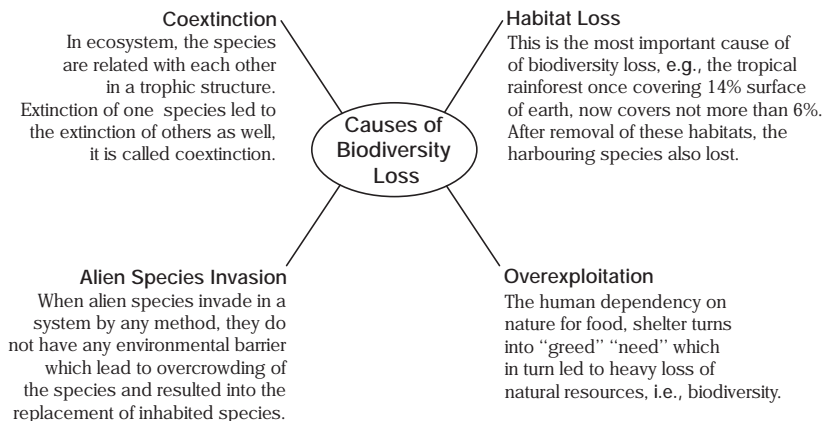 Coextinction
In ecosystem, the species
are related with each other
in a trophic structure.
Extinction of one species led to
the extinction of others as well,
it is called coextinction.
Habitat Loss
This is the most important cause of
of biodiversity loss, e.g., the tropical
rainforest once covering 14% surface
of earth, now covers not more than 6%.
After removal of these habitats, the
harbouring species also lost.
Causes of
Biodiversity
Loss
Alien Species Invasion
When alien species invade in a
system by any method, they do
not have any environmental barrier
which lead to overcrowding of
the species and resulted into the
replacement of inhabited species.
Overexploitation
The human dependency on
nature for food, shelter turns
into “greed” “need” which
in turn led to heavy loss of
natural resources, i.e., biodiversity.